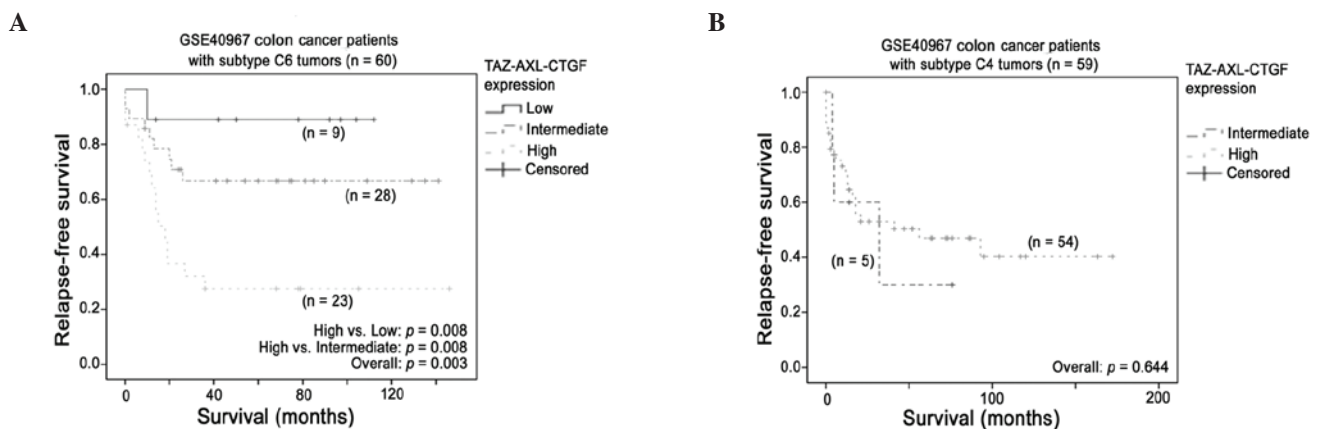 A
GSE40967 colon cancer patients
with subtype C6 tumors (n = 60)
TAZ-AXL-CTGF
expression
Low
Intermediate
High
Censored
1.0
0.8
0.6
0.4
0.2
0.0
Relapse-free survival
(n = 9)
(n = 28)
(n = 23)
High vs. Low: p = 0.008
High vs. Intermediate: p = 0.008
Overall: p = 0.003
0 40 80 120
Survival (months)
B
GSE40967 colon cancer patients
with subtype C4 tumors (n = 59)
TAZ-AXL-CTGF
expression
Intermediate
High
Censored
1.0
0.8
0.6
0.4
0.2
0.0
Relapse-free survival
(n = 54)
(n = 5)
Overall: p = 0.644
0 100 200
Survival (months)